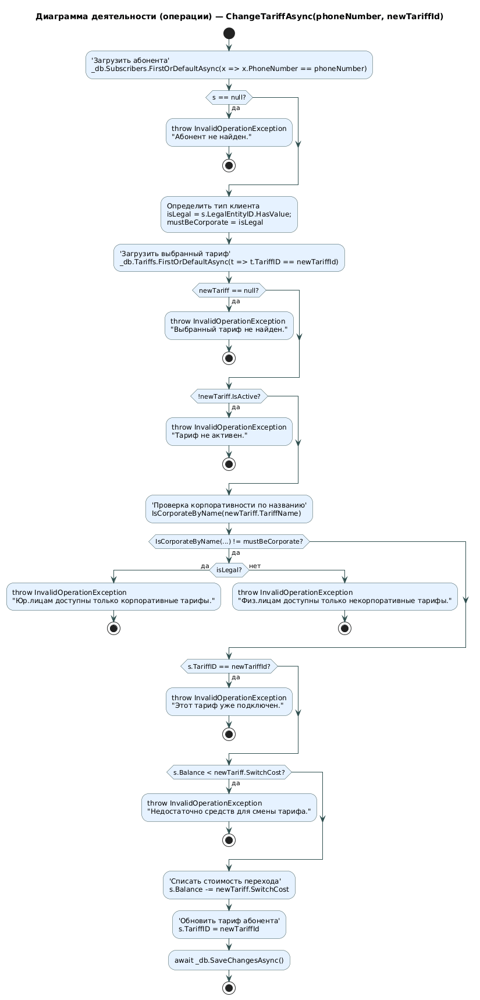 Диаграмма деятельности (операции) — ChangeTariffAsync(phoneNumber, newTariffId)
'Загрузить абонента'
_db.Subscribers.FirstOrDefaultAsync(x => x.PhoneNumber == phoneNumber)
s == null?
да
throw InvalidOperationException
"Абонент не найден."
Определить тип клиента
isLegal = s.LegalEntityID.HasValue;
mustBeCorporate = isLegal
'Загрузить выбранный тариф'
_db.Tariffs.FirstOrDefaultAsync(t => t.TariffID == newTariffId)
newTariff == null?
да
throw InvalidOperationException
"Выбранный тариф не найден."
!newTariff.IsActive?
да
throw InvalidOperationException
"Тариф не активен."
'Проверка корпоративности по названию'
IsCorporateByName(newTariff.TariffName)
IsCorporateByName(...) != mustBeCorporate?
да
да
isLegal?
нет
throw InvalidOperationException
"Юр.лицам доступны только корпоративные тарифы."
throw InvalidOperationException
"Физ.лицам доступны только некорпоративные тарифы."
s.TariffID == newTariffId?
да
throw InvalidOperationException
"Этот тариф уже подключен."
s.Balance < newTariff.SwitchCost?
да
throw InvalidOperationException
"Недостаточно средств для смены тарифа."
'Списать стоимость перехода'
s.Balance -= newTariff.SwitchCost
'Обновить тариф абонента'
s.TariffID = newTariffId
await _db.SaveChangesAsync()